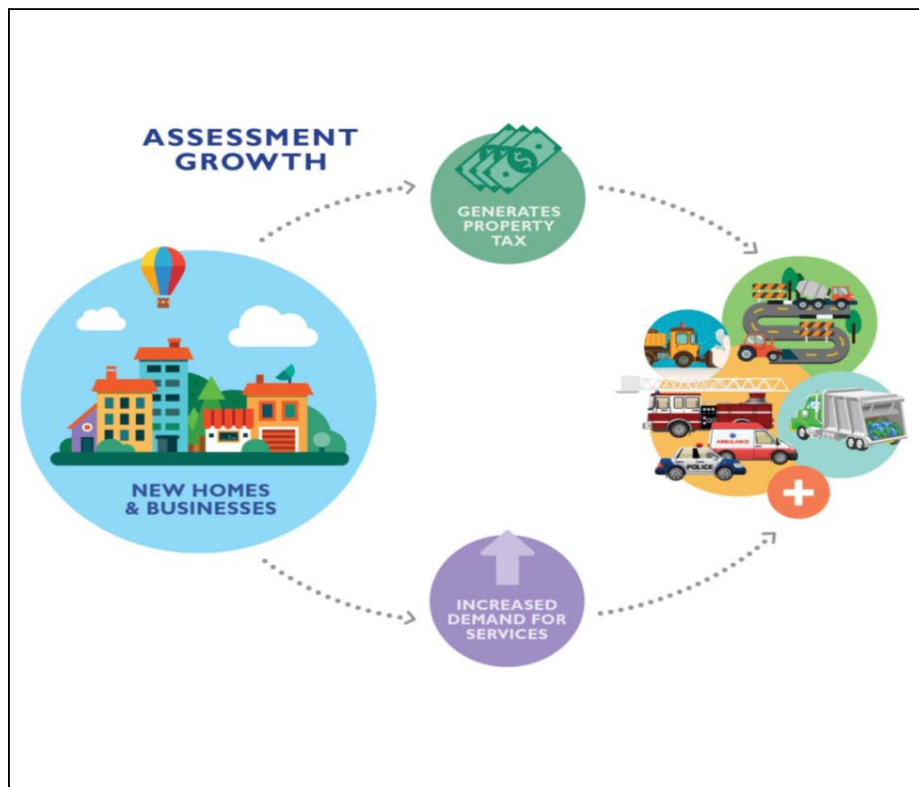 ASSESSMENT
GROWTH
GENERATES
PROPERTY
TAX
NEW HOMES
& BUSINESSES
AMBULANCE
POLICE
INCREASED
DEMAND FOR
SERVICES